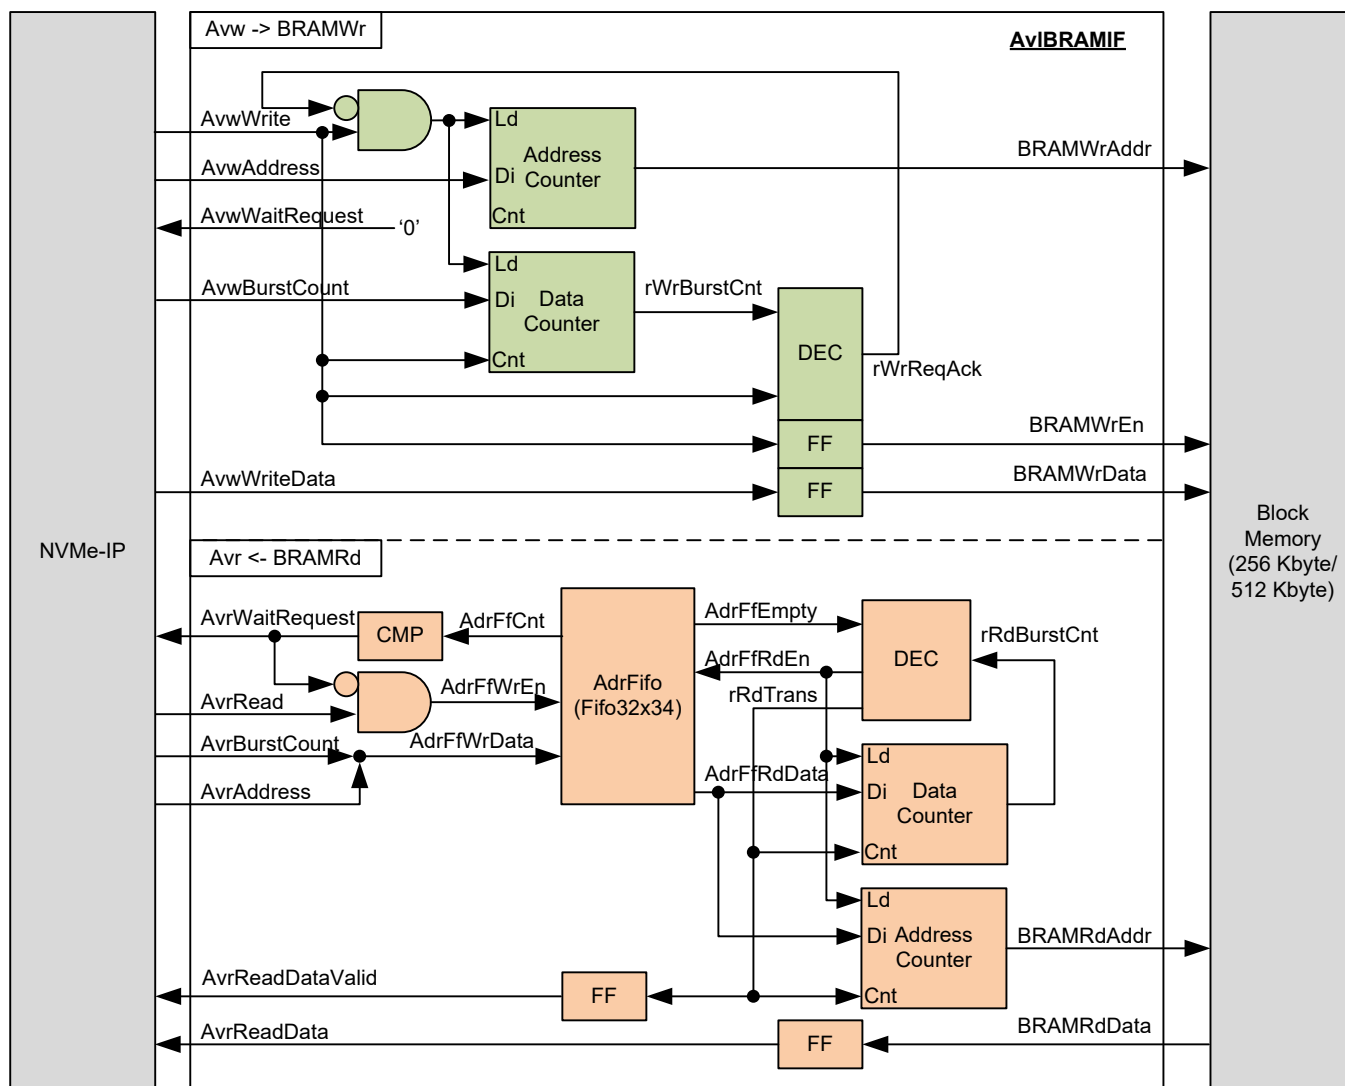 Avw -> BRAMWr
AvlBRAMIF
AvwWrite
Ld
Address
Counter
BRAMWrAddr
AvwAddress
Di
AvwWaitRequest
'0'
Cnt
Ld
AvwBurstCount
Di
Data
Counter
rWrBurstCnt
Cnt
DEC
rWrReqAck
FF
BRAMWrEn
AvwWriteData
FF
BRAMWrData
NVMe-IP
Block
Memory
(256 Kbyte/
512 Kbyte)
Avr <- BRAMRd
AvrWaitRequest
CMP
AdrFfCnt
AdrFfEmpty
rRdBurstCnt
DEC
AdrFfRdEn
AdrFifo
(Fifo32x34)
AvrRead
AdrFfWrEn
rRdTrans
AvrBurstCount
AdrFfWrData
Ld
AdrFfRdData
AvrAddress
Di
Data
Counter
Cnt
Ld
Di
Address
Counter
BRAMRdAddr
AvrReadDataValid
FF
Cnt
AvrReadData
FF
BRAMRdData